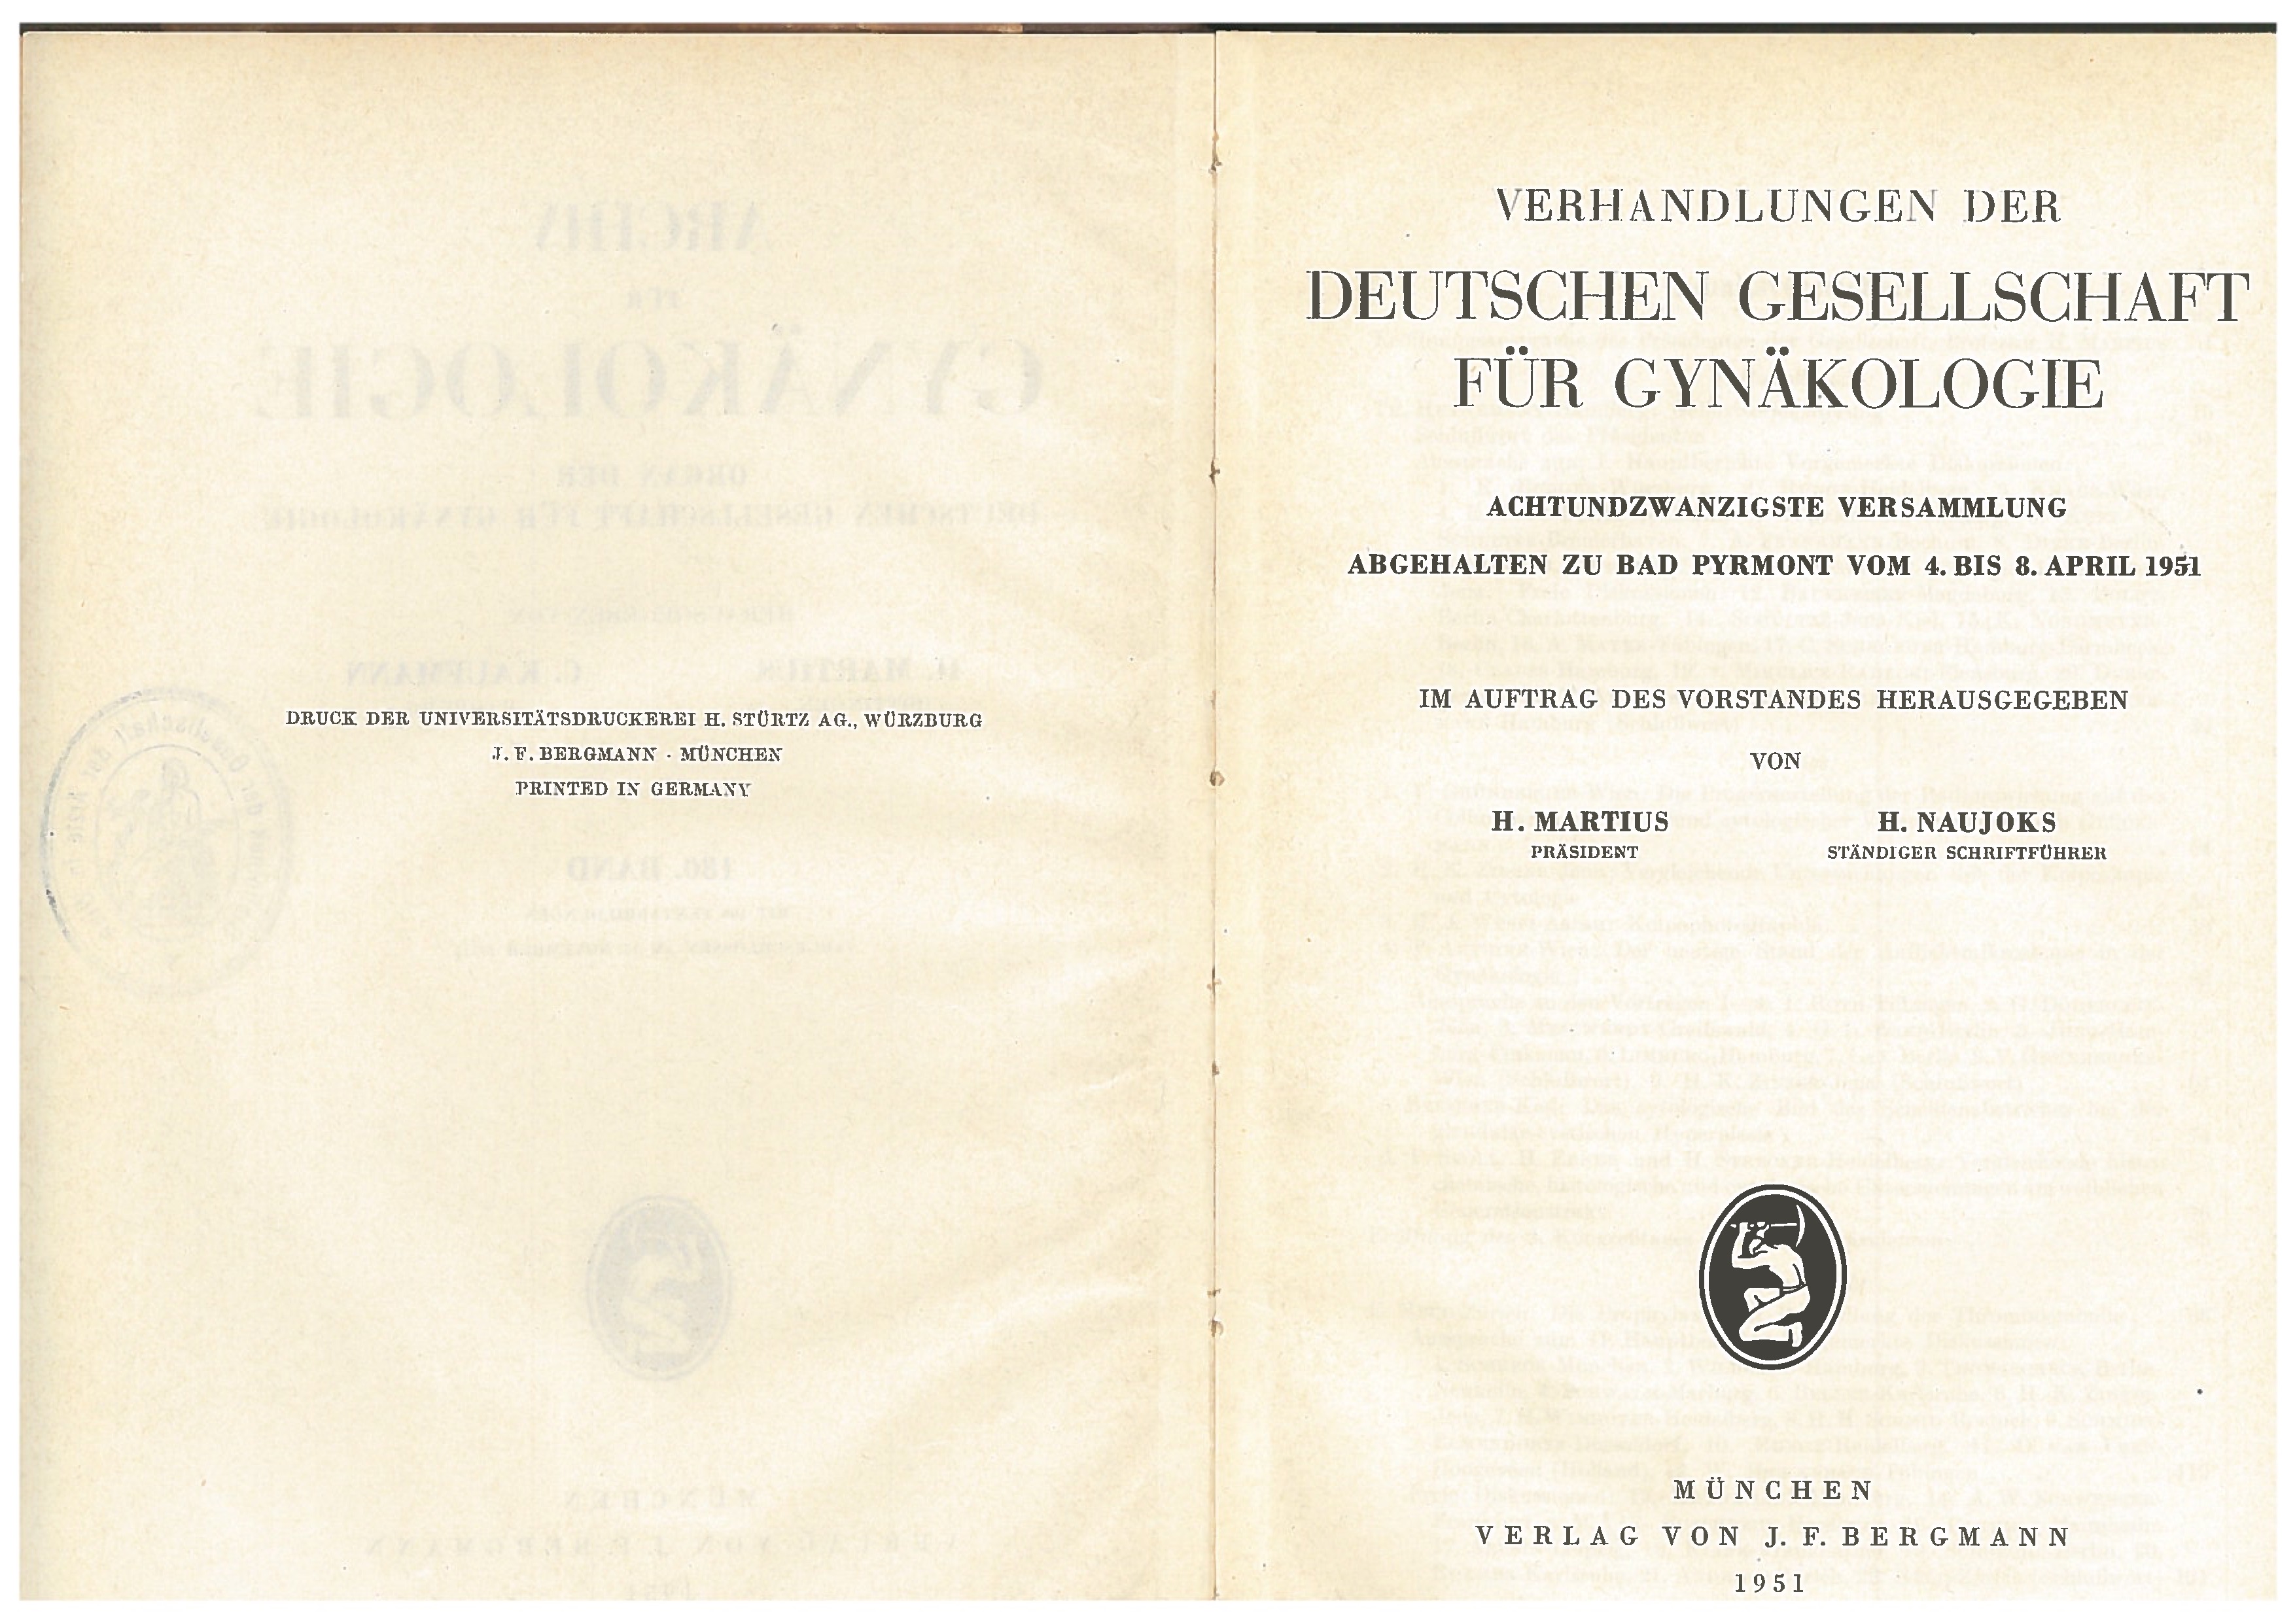 DRUCK DER UNIVERSITÄTSDRUCKEREI H. STÜRTZ AG., WÜRZBURG
J. F. BERGMANN · MÜNCHEN
PRINTED IN GERMANY
VERHANDLUNGEN DER
DEUTSCHEN GESELLSCHAFT
FÜR GYNÄKOLOGIE
ACHTUNDZWANZIGSTE VERSAMMLUNG
ABGEHALTEN ZU BAD PYRMONT VOM 4. BIS 8. APRIL 1951
IM AUFTRAG DES VORSTANDES HERAUSGEGEBEN
VON
H. MARTIUS H. NAUJOKS
PRÄSIDENT STÄNDIGER SCHRIFTFÜHRER
MÜNCHEN
VERLAG VON J. F. BERGMANN
1951